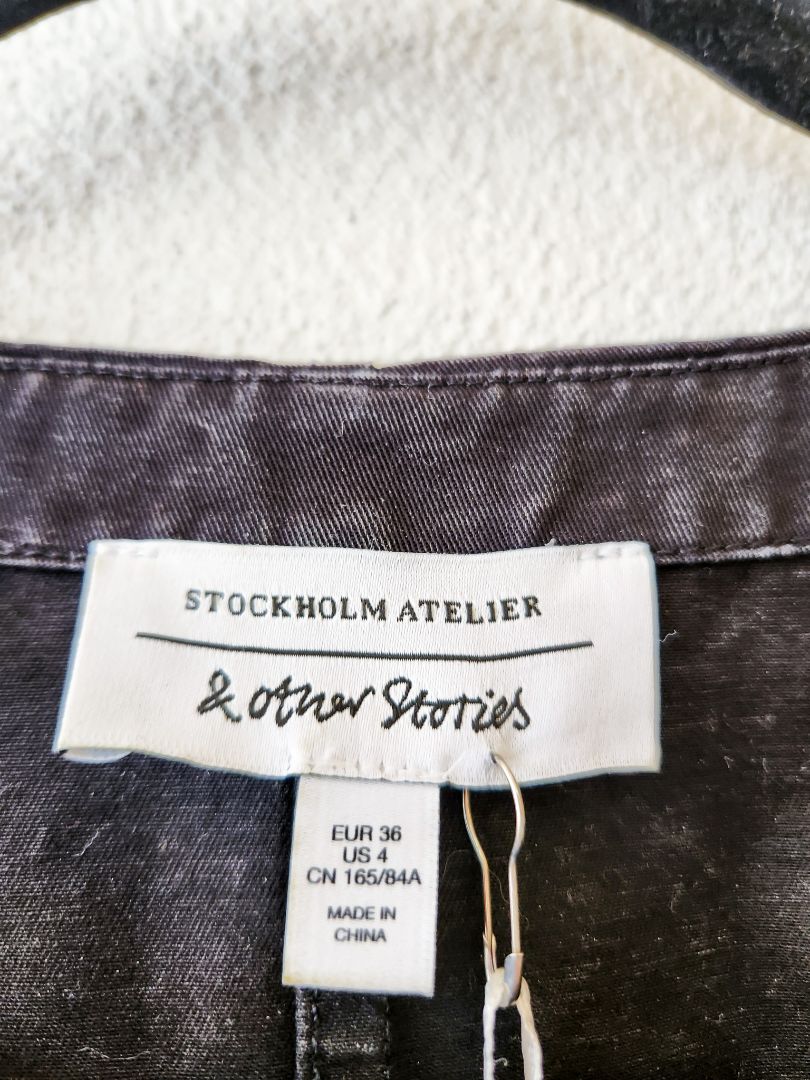 STOCKHOLM ATELIER
& other Stories
EUR 36
US 4
CN 165/84A
MADE IN
CHINA